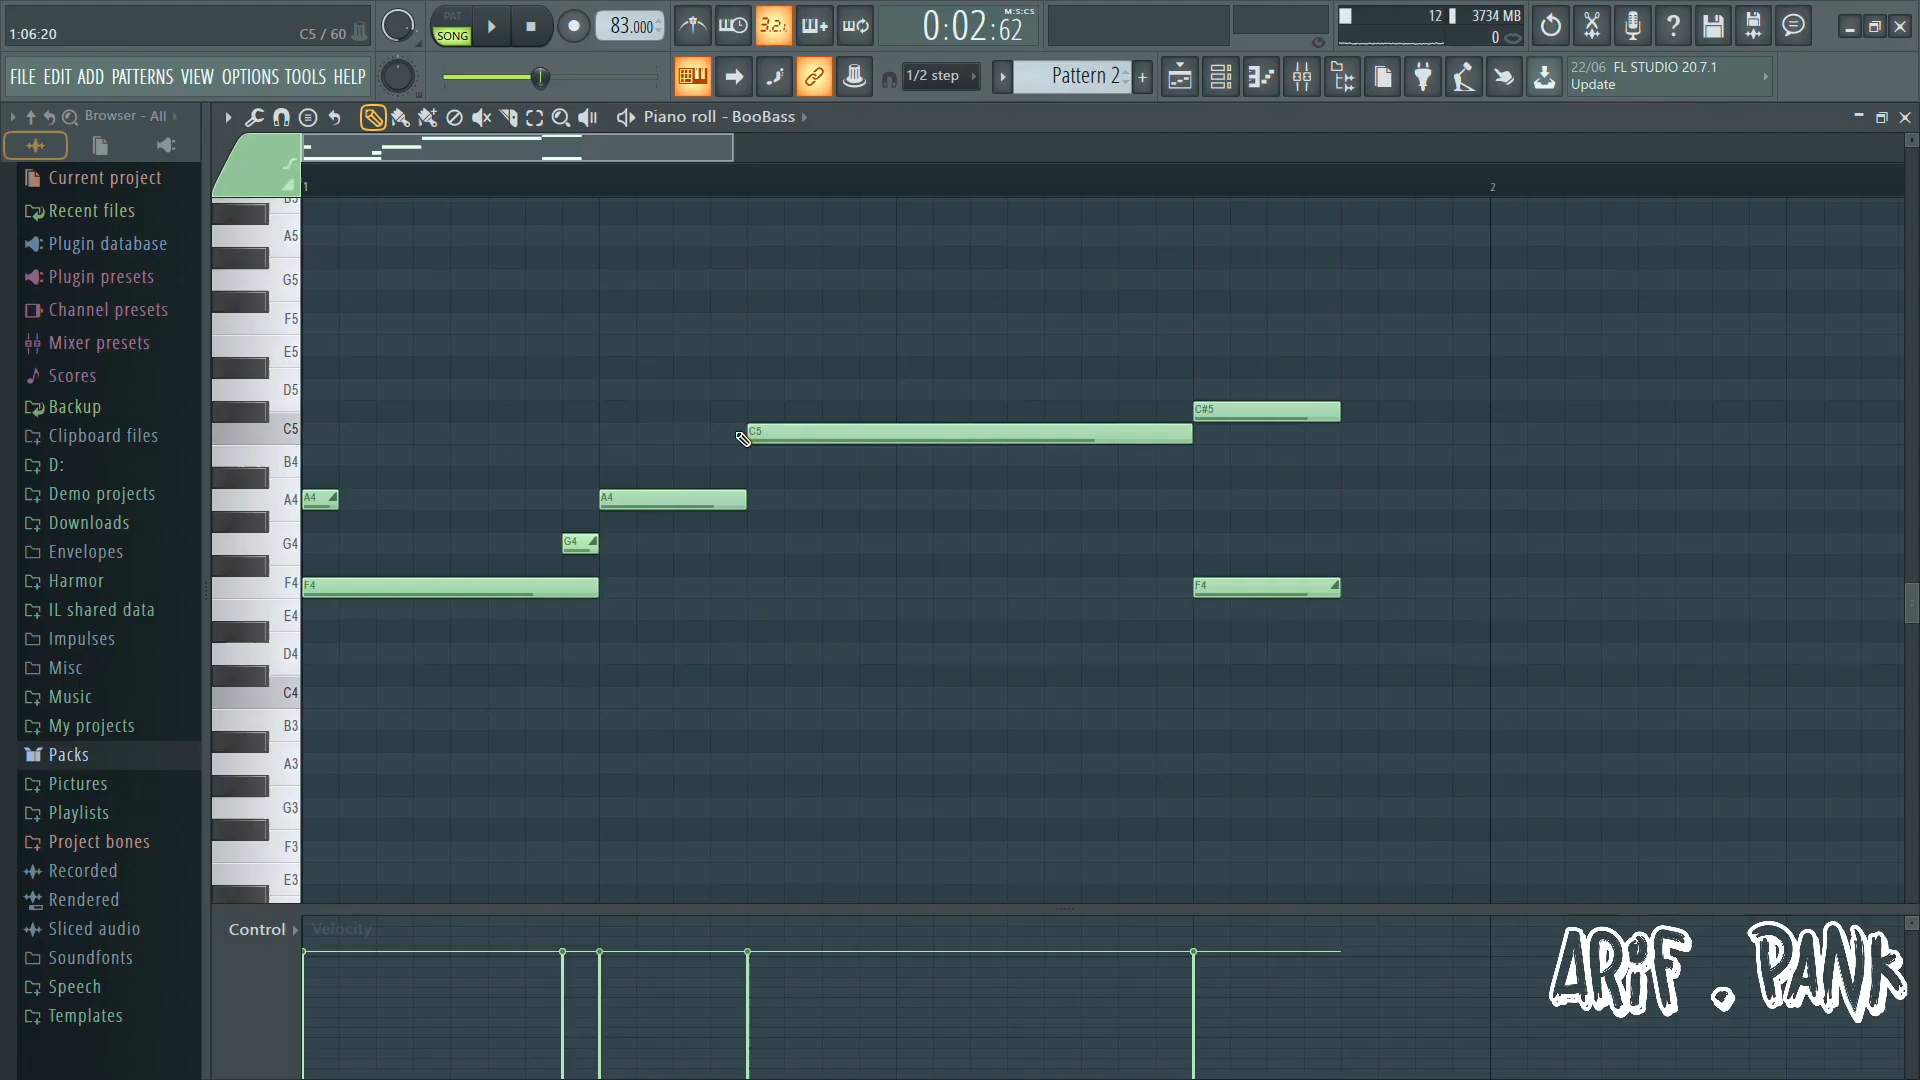 1:06:20 C5 / 60
FILE EDIT ADD PATTERNS VIEW OPTIONS TOOLS HELP
PAT
SONG
83.000
3.2.
0:02:62
M:S:CS
12 3734 MB
0
1/2 step
Pattern 2
22/06 FL STUDIO 20.7.1
Update
Browser - All
Piano roll - BooBass
Current project
Recent files
Plugin database
Plugin presets
Channel presets
Mixer presets
Scores
Backup
Clipboard files
D:
Demo projects
Downloads
Envelopes
Harmor
IL shared data
Impulses
Misc
Music
My projects
Packs
Pictures
Playlists
Project bones
Recorded
Rendered
Sliced audio
Soundfonts
Speech
Templates
1 2
B5
A5
G5
F5
E5
D5
C5
B4
A4
G4
F4
E4
D4
C4
B3
A3
G3
F3
E3
C#5
C5
A4 A4
G4
F4 F4
Control Velocity
ARiF . PANK